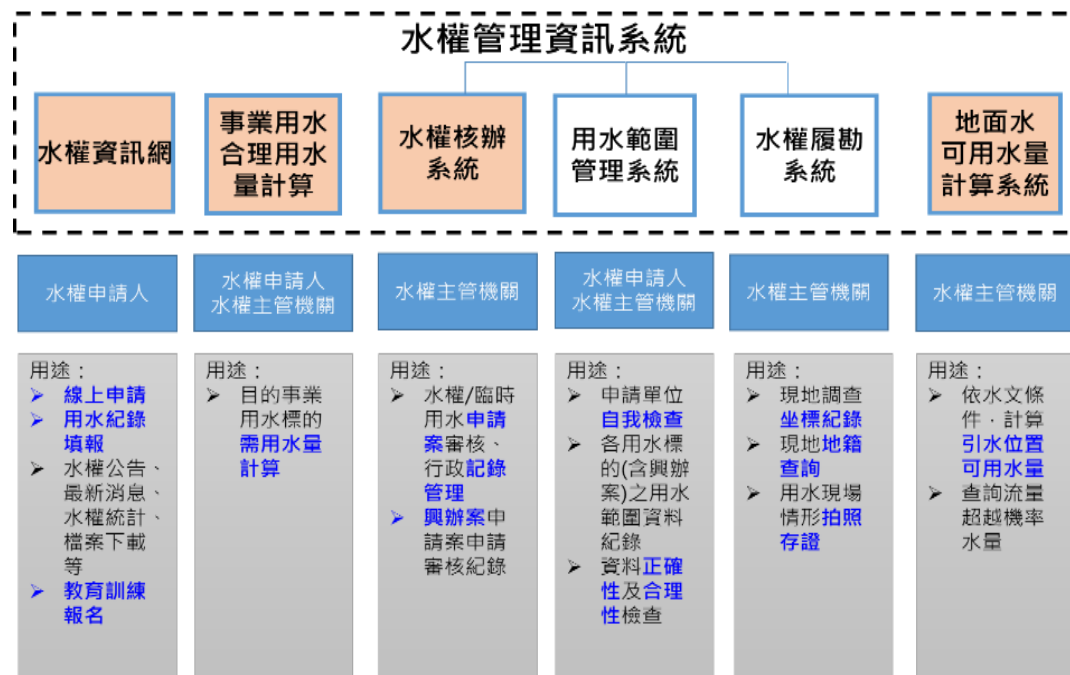 水權管理資訊系統
水權資訊網
事業用水
合理用水
量計算
水權核辦
系統
用水範圍
管理系統
水權履勘
系統
地面水
可用水量
計算系統
水權申請人
水權申請人
水權主管機關
水權主管機關
水權申請人
水權主管機關
水權主管機關
水權主管機關
用途：
➢ 線上申請
➢ 用水紀錄
填報
➢ 水權公告、
最新消息、
水權統計、
檔案下載
等
➢ 教育訓練
報名
用途：
➢ 目的事業
用水標的
需用水量
計算
用途：
➢ 水權/臨時
用水申請
案審核、
行政記錄
管理
➢ 興辦案申
請案申請
審核紀錄
用途：
➢ 申請單位
自我檢查
➢ 各用水標
的(含興辦
案)之用水
範圍資料
紀錄
➢ 資料正確
性及合理
性檢查
用途：
➢ 現地調查
坐標紀錄
➢ 現地地籍
查詢
➢ 用水現場
情形拍照
存證
用途：
➢ 依水文條
件，計算
引水位置
可用水量
➢ 查詢流量
超越機率
水量